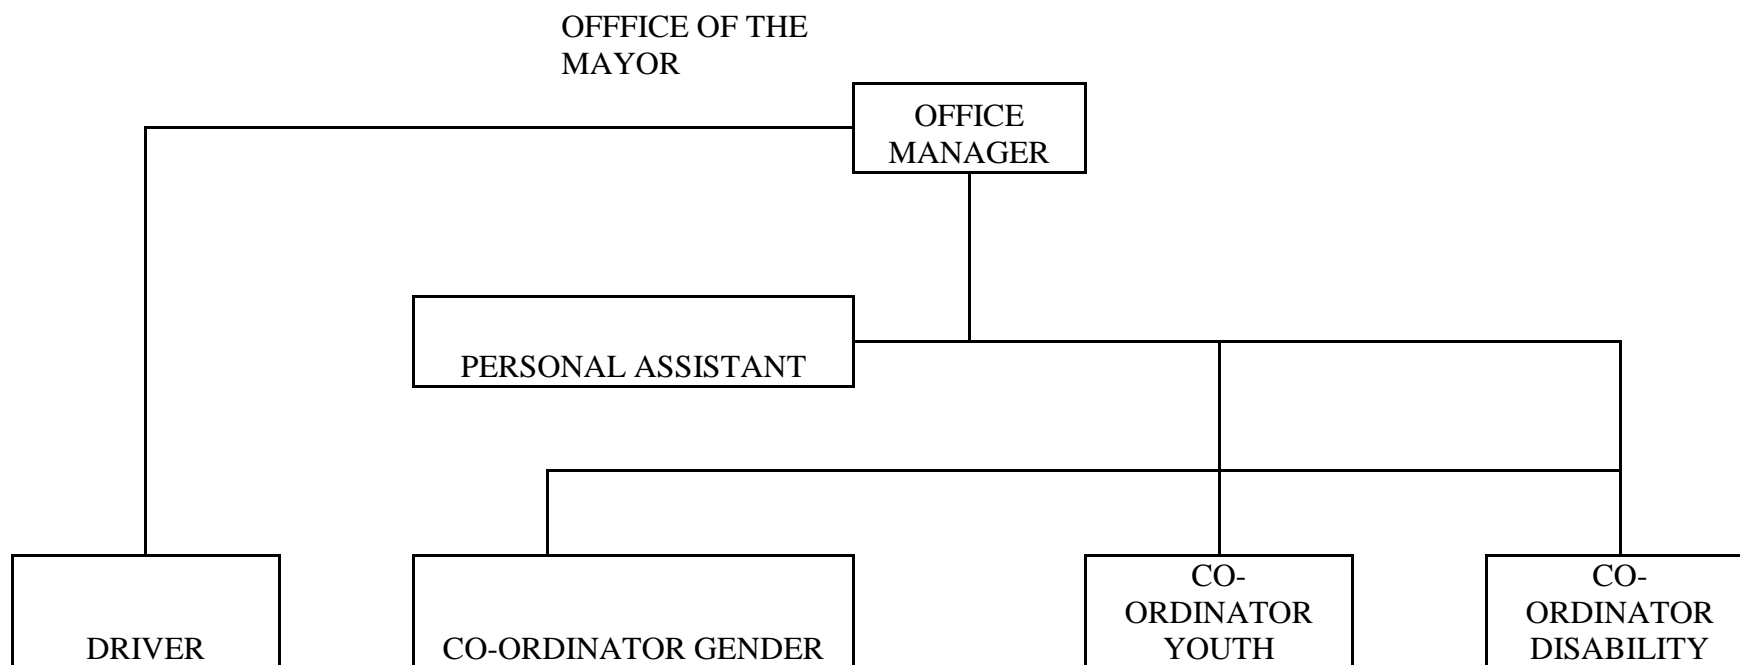 OFFFICE OF THE
MAYOR
OFFICE
MANAGER
PERSONAL ASSISTANT
DRIVER
CO-ORDINATOR GENDER
CO-
ORDINATOR
YOUTH
CO-
ORDINATOR
DISABILITY